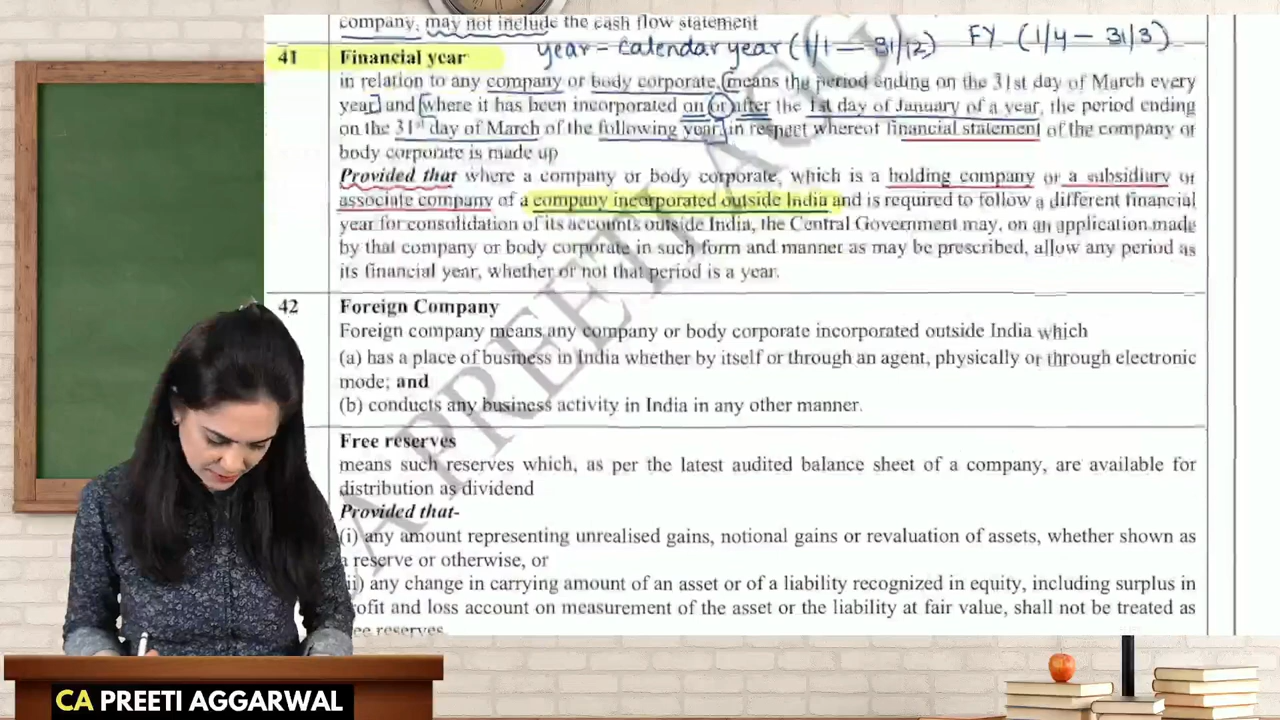 company, may not include the cash flow statement
year - calendar year (1/1 — 31/12) FY (1/4 — 31/3)
41 Financial year
in relation to any company or body corporate, means the period ending on the 31st day of March every
year, and where it has been incorporated on or after the 1st day of January of a year, the period ending
on the 31st day of March of the following year, in respect whereof financial statement of the company or
body corporate is made up
Provided that where a company or body corporate, which is a holding company or a subsidiary or
associate company of a company incorporated outside India and is required to follow a different financial
year for consolidation of its accounts outside India, the Central Government may, on an application made
by that company or body corporate in such form and manner as may be prescribed, allow any period as
its financial year, whether or not that period is a year.
42 Foreign Company
Foreign company means any company or body corporate incorporated outside India which
(a) has a place of business in India whether by itself or through an agent, physically or through electronic
mode; and
(b) conducts any business activity in India in any other manner.
Free reserves
means such reserves which, as per the latest audited balance sheet of a company, are available for
distribution as dividend
Provided that-
(i) any amount representing unrealised gains, notional gains or revaluation of assets, whether shown as
a reserve or otherwise, or
ii) any change in carrying amount of an asset or of a liability recognized in equity, including surplus in
rofit and loss account on measurement of the asset or the liability at fair value, shall not be treated as
ee reserves
CA PREETI AGGARWAL